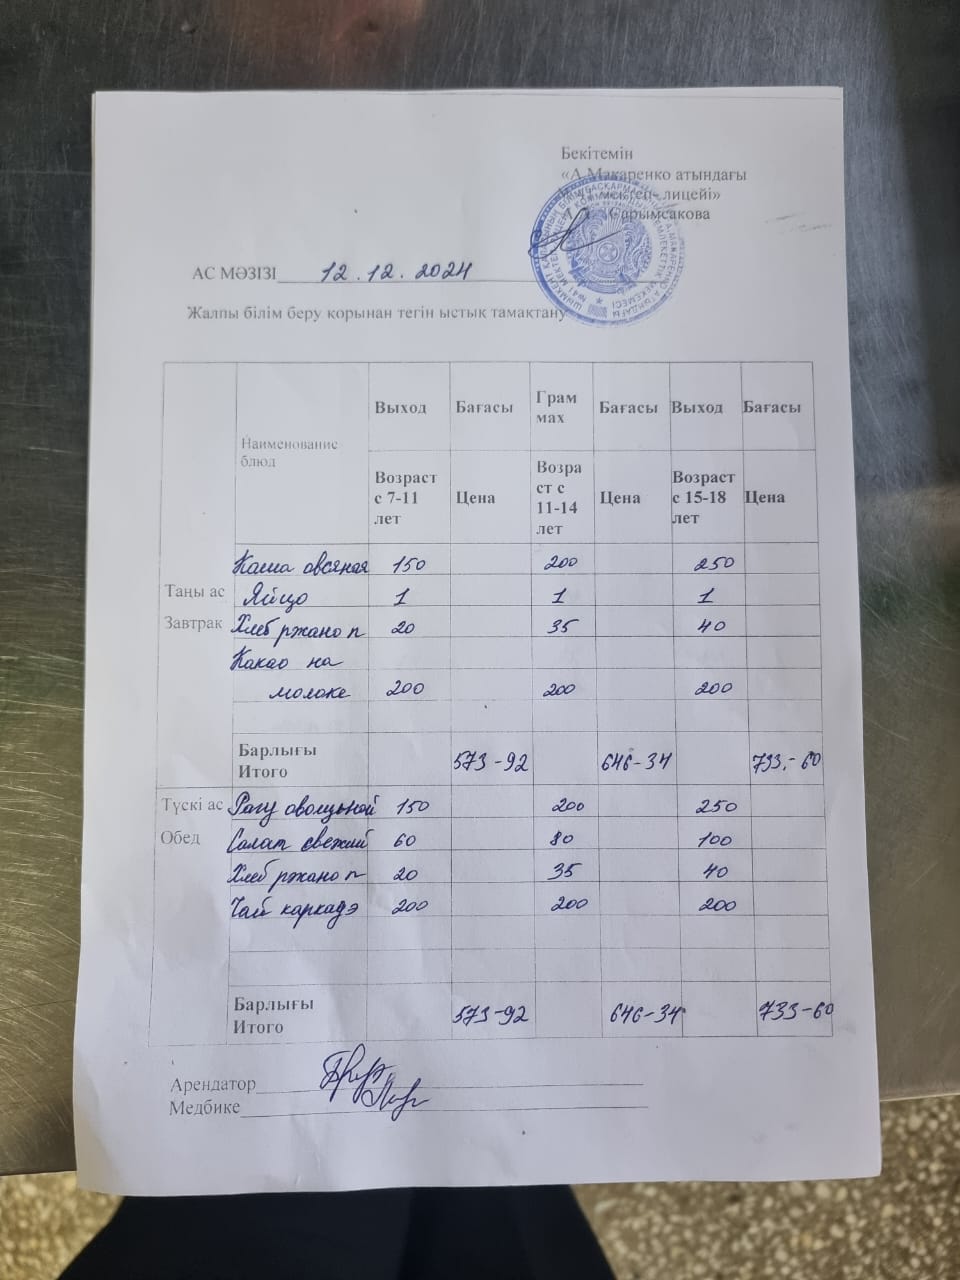 Бекітемін
«А.Макаренко атындағы
мектеп- лицейі»
Сарымсакова
АС МӘЗІЗІ 12.12.2024
Жалпы білім беру қорынан тегін ыстық тамақтану
Наименование блюд | Выход | Бағасы | Грам мах | Бағасы | Выход | Бағасы
Возраст с 7-11 лет | Цена | Возра ст с 11-14 лет | Цена | Возраст с 15-18 лет | Цена
Таңы ас
Завтрак
Каша овсяная 150 200 250
Яйцо 1 1 1
Хлеб ржано п 20 35 40
Какао на
молоке 200 200 200
Барлығы
Итого 573-92 646-34 733,-60
Түскі ас
Обед
Рагу овощной 150 200 250
Салат свежий 60 80 100
Хлеб ржано п 20 35 40
Чай каркадэ 200 200 200
Барлығы
Итого 573-92 646-34 733-60
Арендатор
Медбике